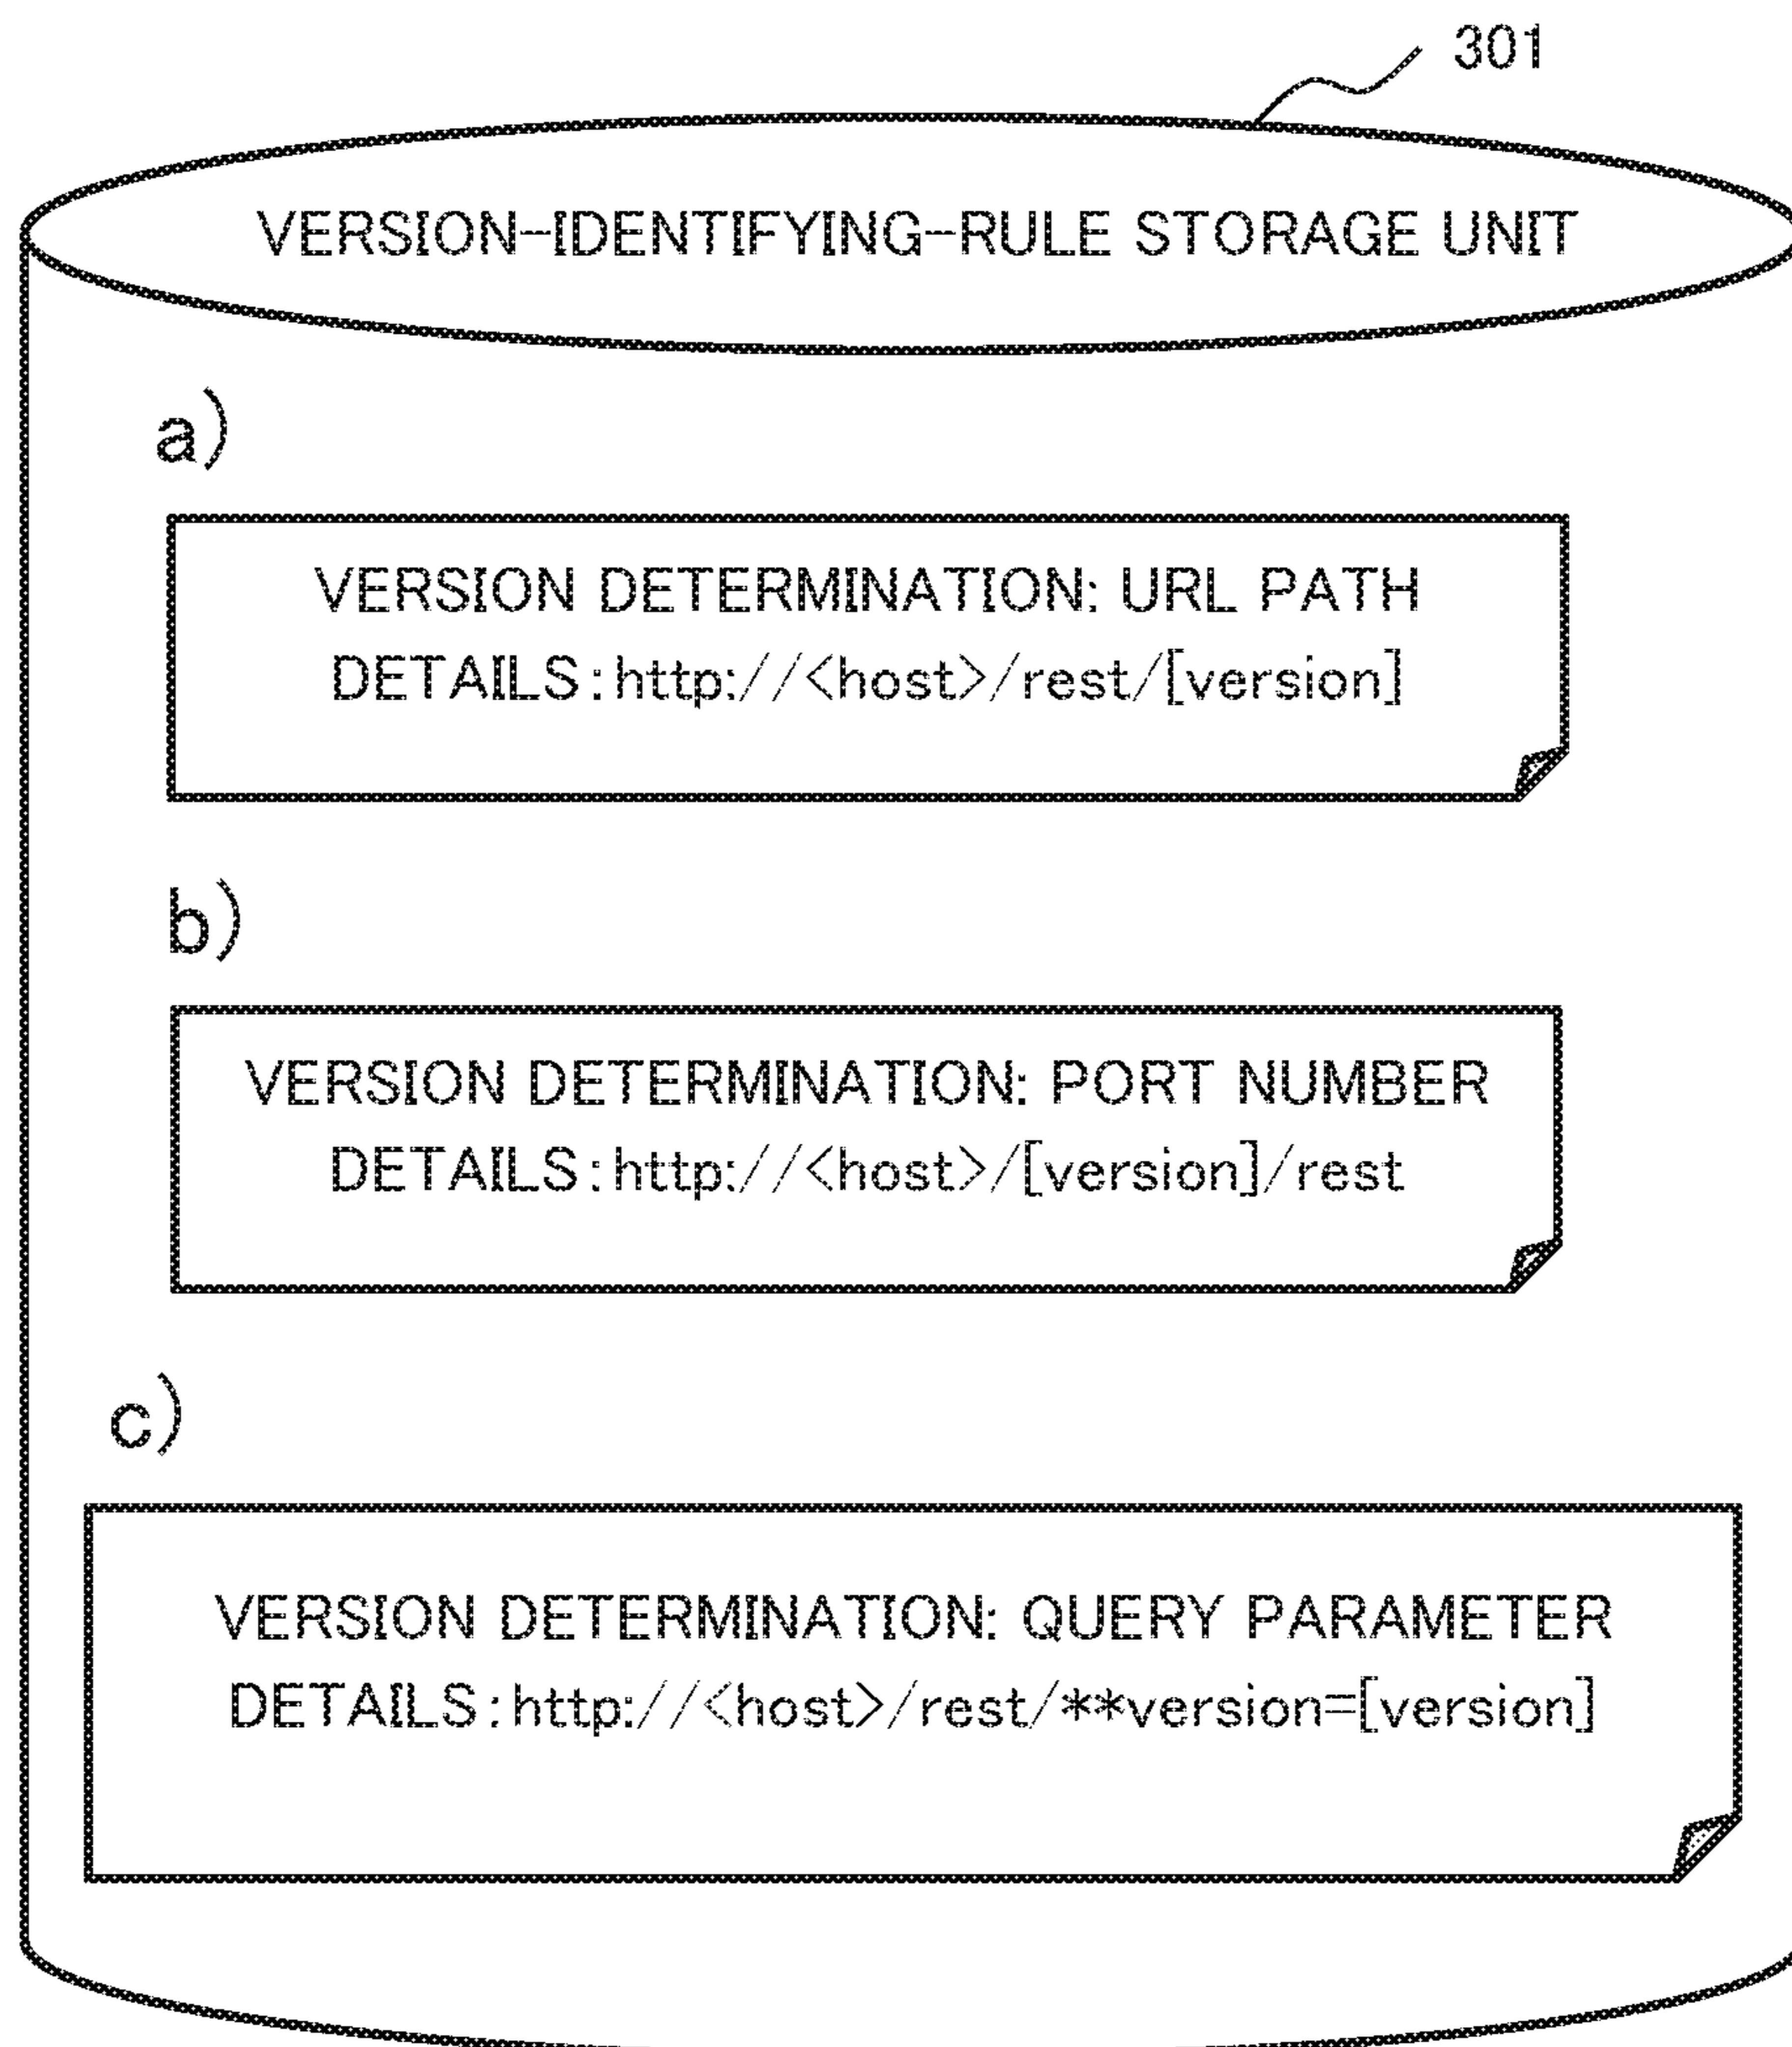 301
VERSION-IDENTIFYING-RULE STORAGE UNIT
a)
VERSION DETERMINATION: URL PATH
DETAILS:http://<host>/rest/[version]
b)
VERSION DETERMINATION: PORT NUMBER
DETAILS:http://<host>/[version]/rest
c)
VERSION DETERMINATION: QUERY PARAMETER
DETAILS:http://<host>/rest/**version=[version]